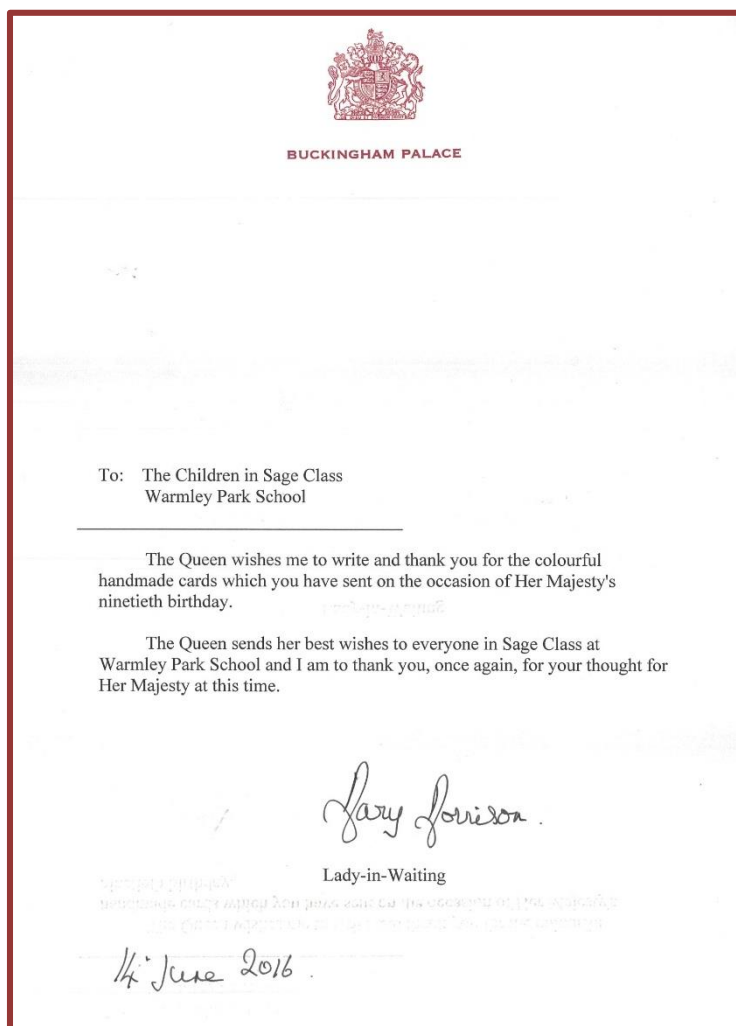 BUCKINGHAM PALACE
To: The Children in Sage Class
Warmley Park School
The Queen wishes me to write and thank you for the colourful
handmade cards which you have sent on the occasion of Her Majesty's
ninetieth birthday.
The Queen sends her best wishes to everyone in Sage Class at
Warmley Park School and I am to thank you, once again, for your thought for
Her Majesty at this time.
Mary Morrison.
Lady-in-Waiting
14 June 2016.